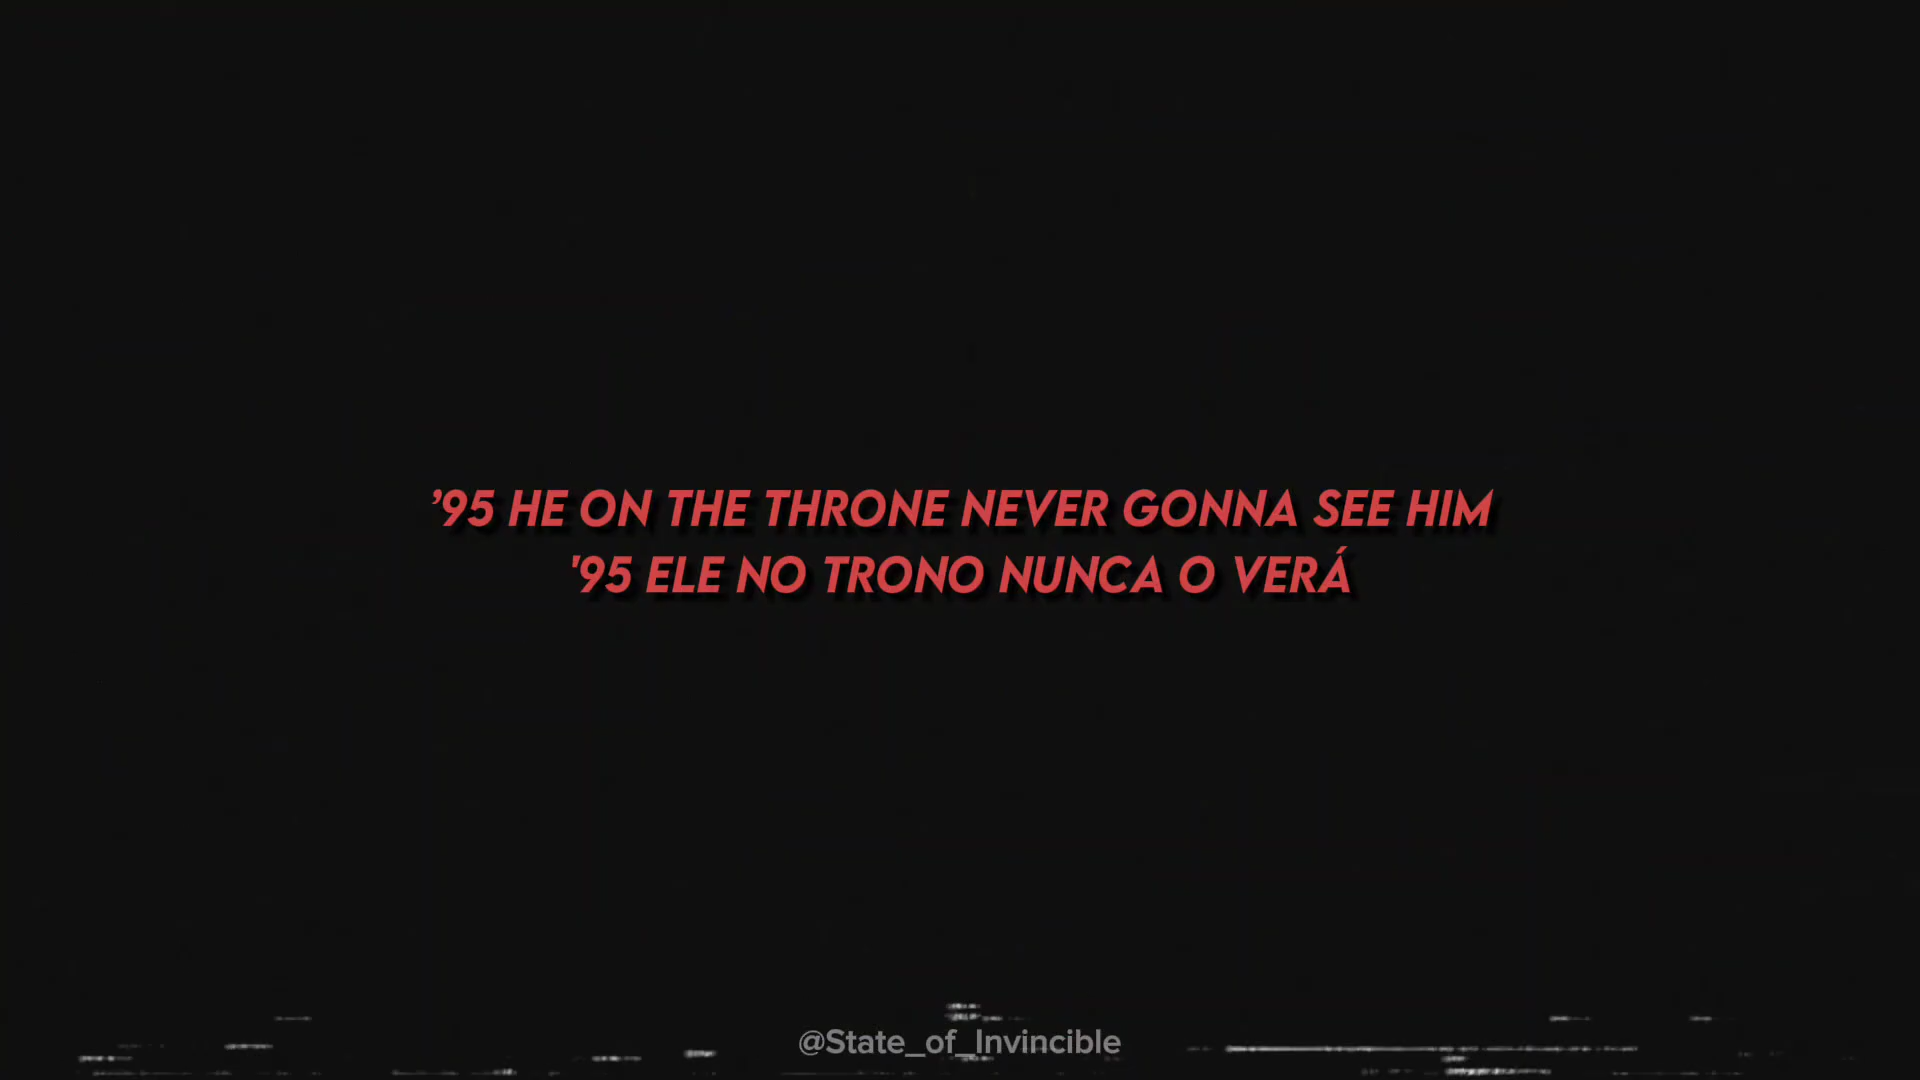 ’95 HE ON THE THRONE NEVER GONNA SEE HIM
'95 ELE NO TRONO NUNCA O VERÁ
@State_of_Invincible